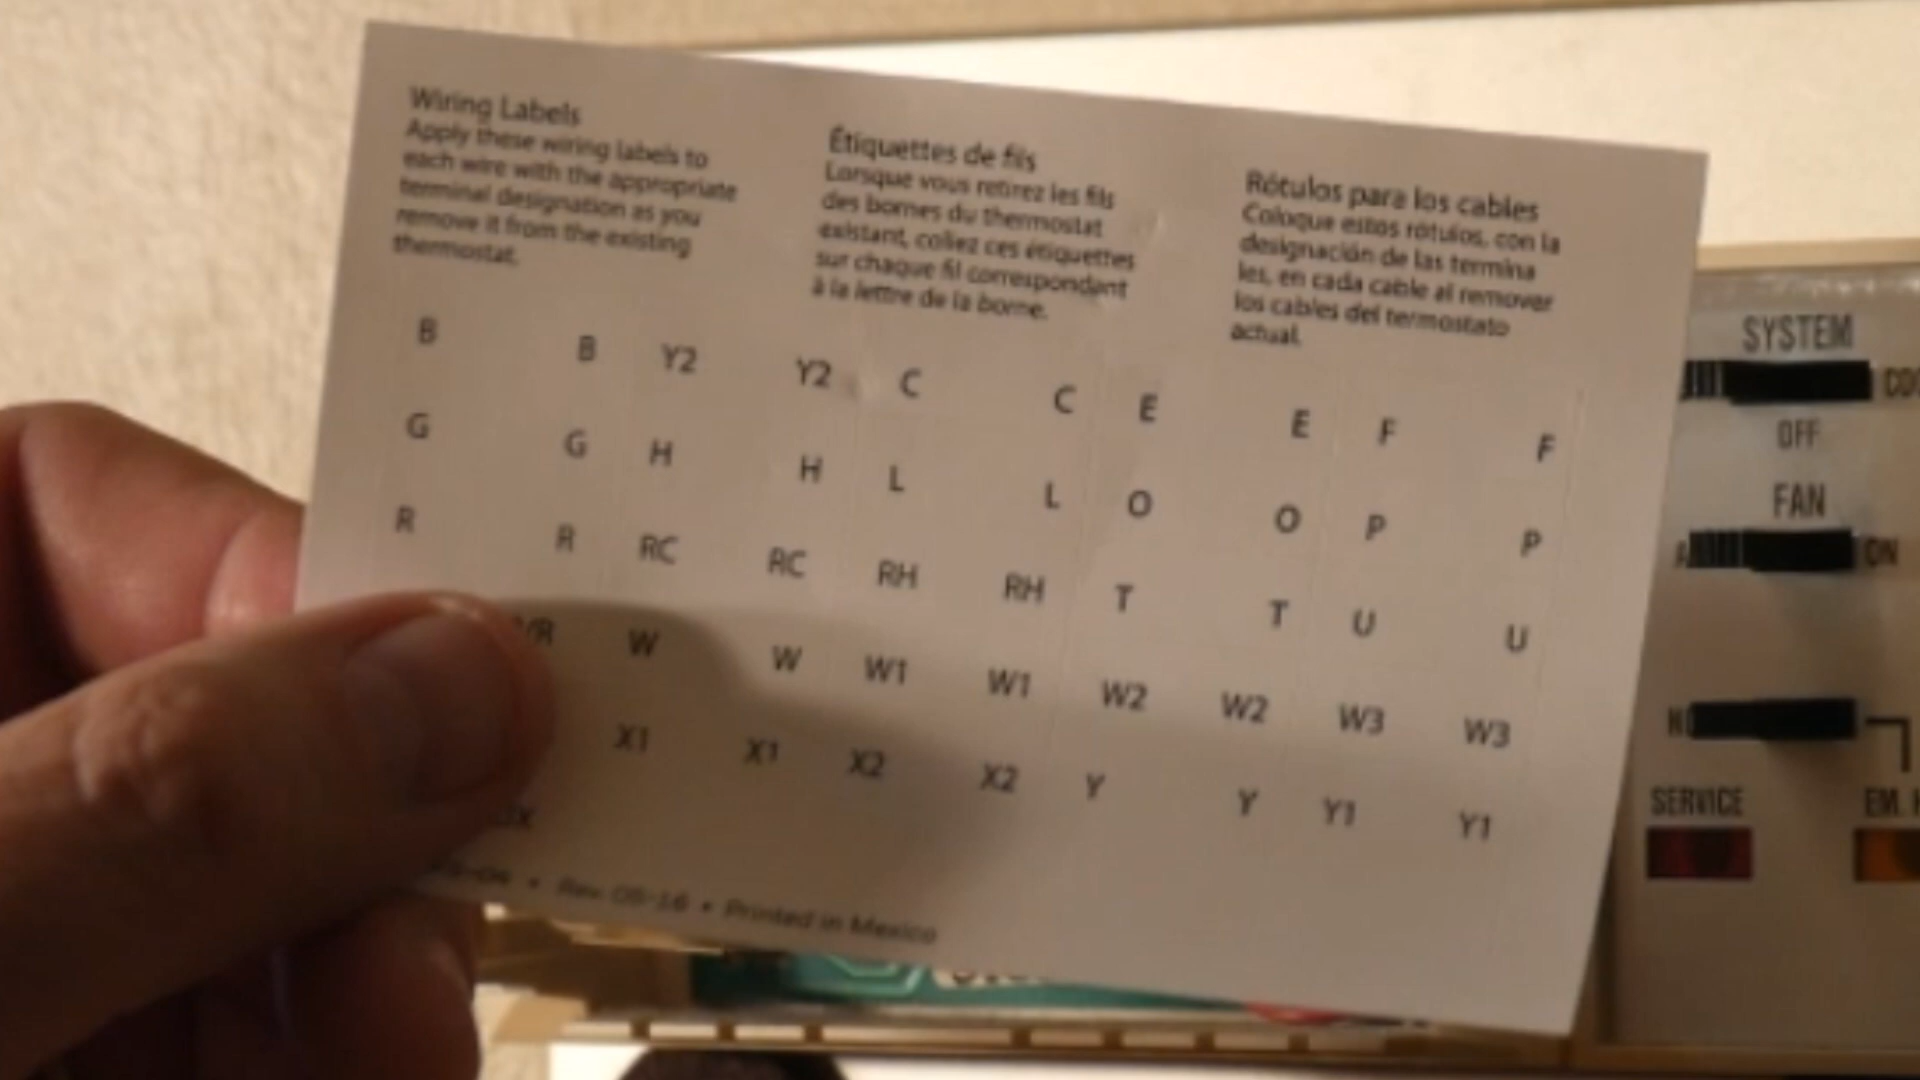 Wiring Labels
Apply these wiring labels to
each wire with the appropriate
terminal designation as you
remove it from the existing
thermostat.
Étiquettes de fils
Lorsque vous retirez les fils
des bornes du thermostat
existant, collez ces étiquettes
sur chaque fil correspondant
à la lettre de la borne.
Rótulos para los cables
Coloque estos rótulos, con la
designación de las termina
les, en cada cable al remover
los cables del termostato
actual.
B B Y2 Y2 C C E E F F
G G H H L L O O P P
R R RC RC RH RH T T U U
W W W1 W1 W2 W2 W3 W3
X1 X1 X2 X2 Y Y Y1 Y1
Rev. 05-16 • Printed in Mexico
SYSTEM
OFF
FAN
ON
SERVICE
EM.